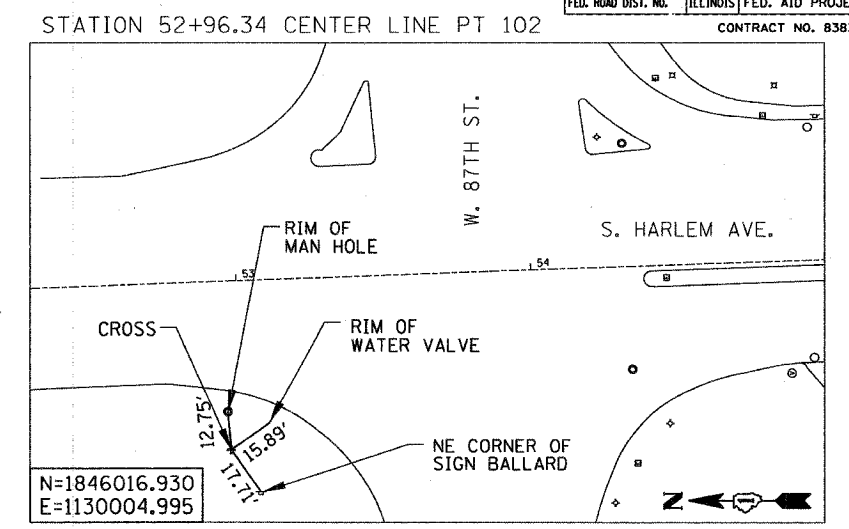 FED. ROAD DIST. NO. ILLINOIS FED. AID PROJE
STATION 52+96.34 CENTER LINE PT 102
CONTRACT NO. 838
W. 87TH ST.
RIM OF
MAN HOLE
S. HARLEM AVE.
53
54
CROSS
RIM OF
WATER VALVE
12.75'
15.89'
17.71'
NE CORNER OF
SIGN BALLARD
N=1846016.930
E=1130004.995
N